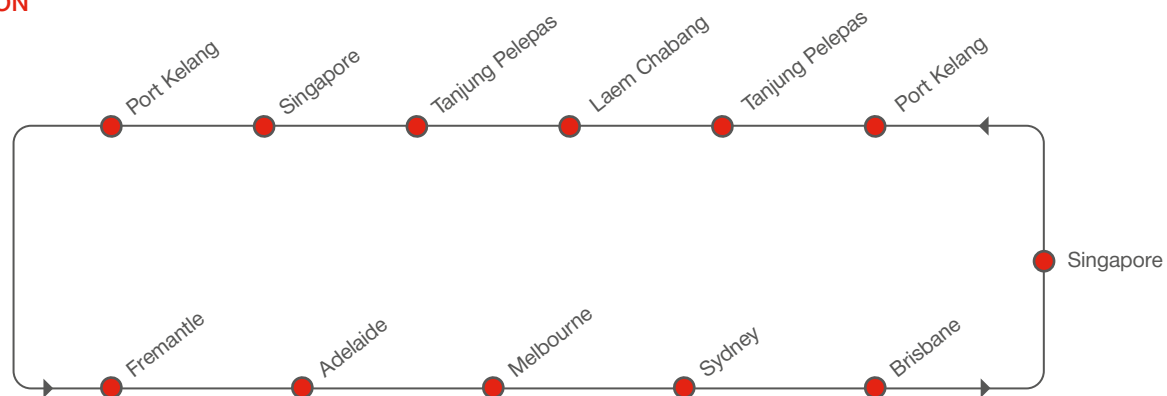 ON
Port Kelang
Singapore
Tanjung Pelepas
Laem Chabang
Tanjung Pelepas
Port Kelang
Singapore
Fremantle
Adelaide
Melbourne
Sydney
Brisbane